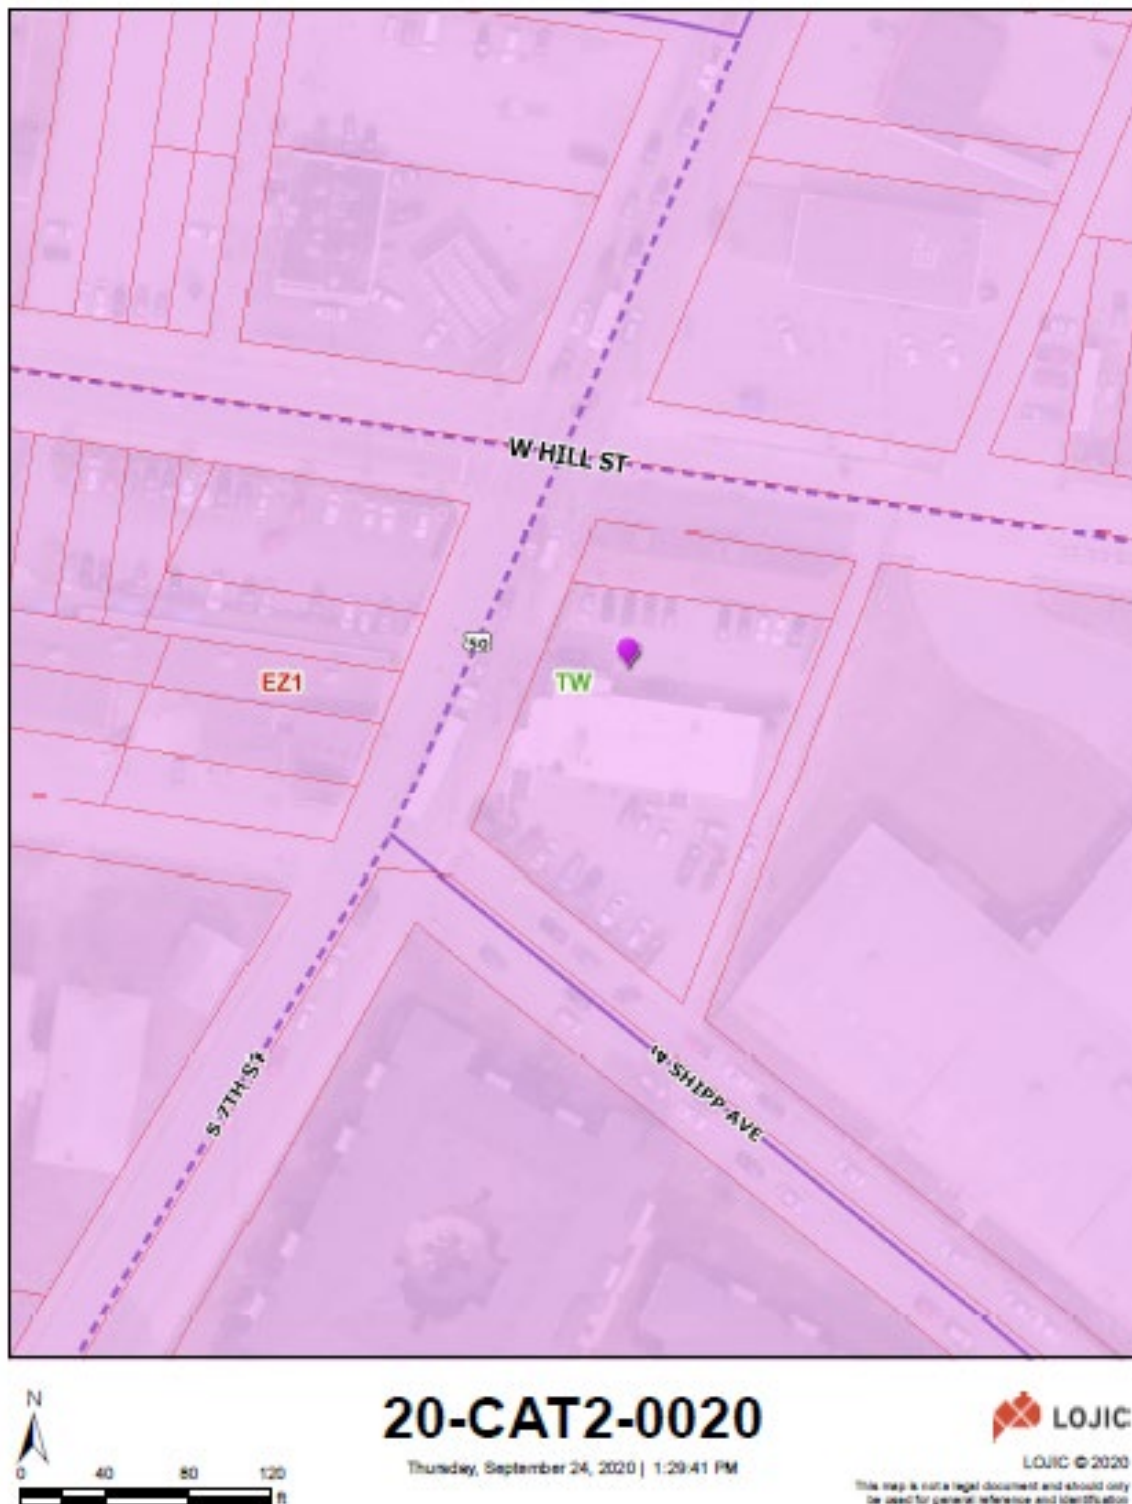 W HILL ST
EZ1
TW
S 7TH ST
W SHIPP AVE
N
0 40 80 120
ft
20-CAT2-0020
Thursday, September 24, 2020 | 1:29:41 PM
LOJIC
LOJIC © 2020
This map is not a legal document and should only
be used for general reference and identification